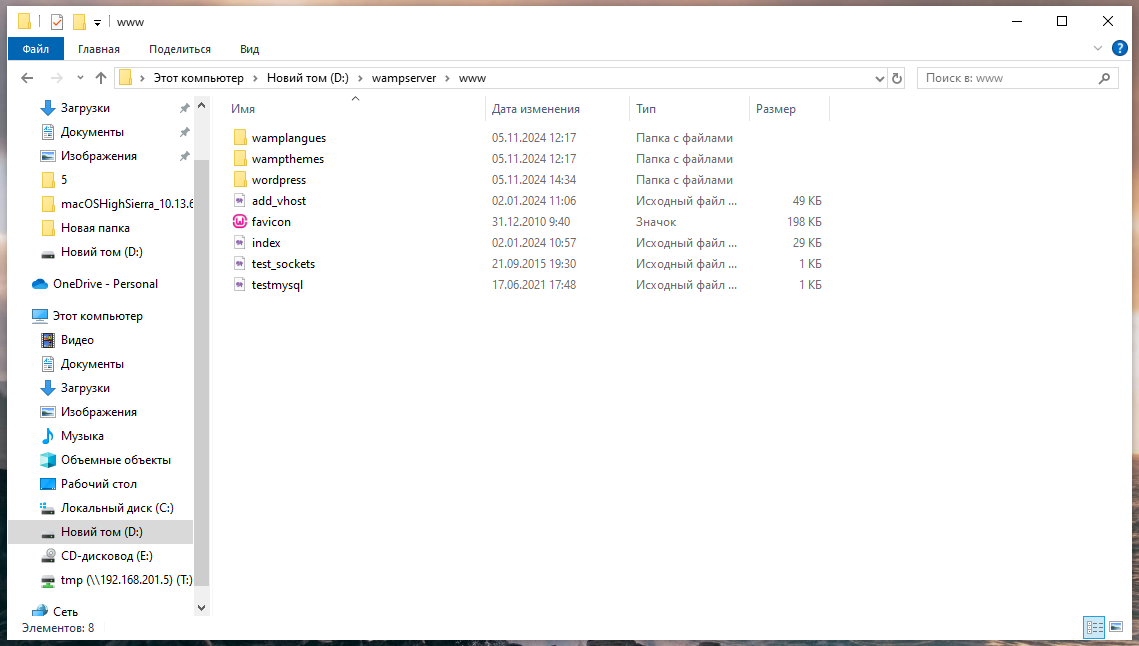 www
Файл Главная Поделиться Вид
Этот компьютер Новий том (D:) wampserver www Поиск в: www
Загрузки
Документы
Изображения
5
macOSHighSierra_10.13.6
Новая папка
Новий том (D:)
OneDrive - Personal
Этот компьютер
Видео
Документы
Загрузки
Изображения
Музыка
Объемные объекты
Рабочий стол
Локальный диск (C:)
Новий том (D:)
CD-дисковод (E:)
tmp (\\192.168.201.5) (T:)
Сеть
Имя Дата изменения Тип Размер
wamplangues 05.11.2024 12:17 Папка с файлами
wampthemes 05.11.2024 12:17 Папка с файлами
wordpress 05.11.2024 14:34 Папка с файлами
add_vhost 02.01.2024 11:06 Исходный файл ... 49 КБ
favicon 31.12.2010 9:40 Значок 198 КБ
index 02.01.2024 10:57 Исходный файл ... 29 КБ
test_sockets 21.09.2015 19:30 Исходный файл ... 1 КБ
testmysql 17.06.2021 17:48 Исходный файл ... 1 КБ
Элементов: 8